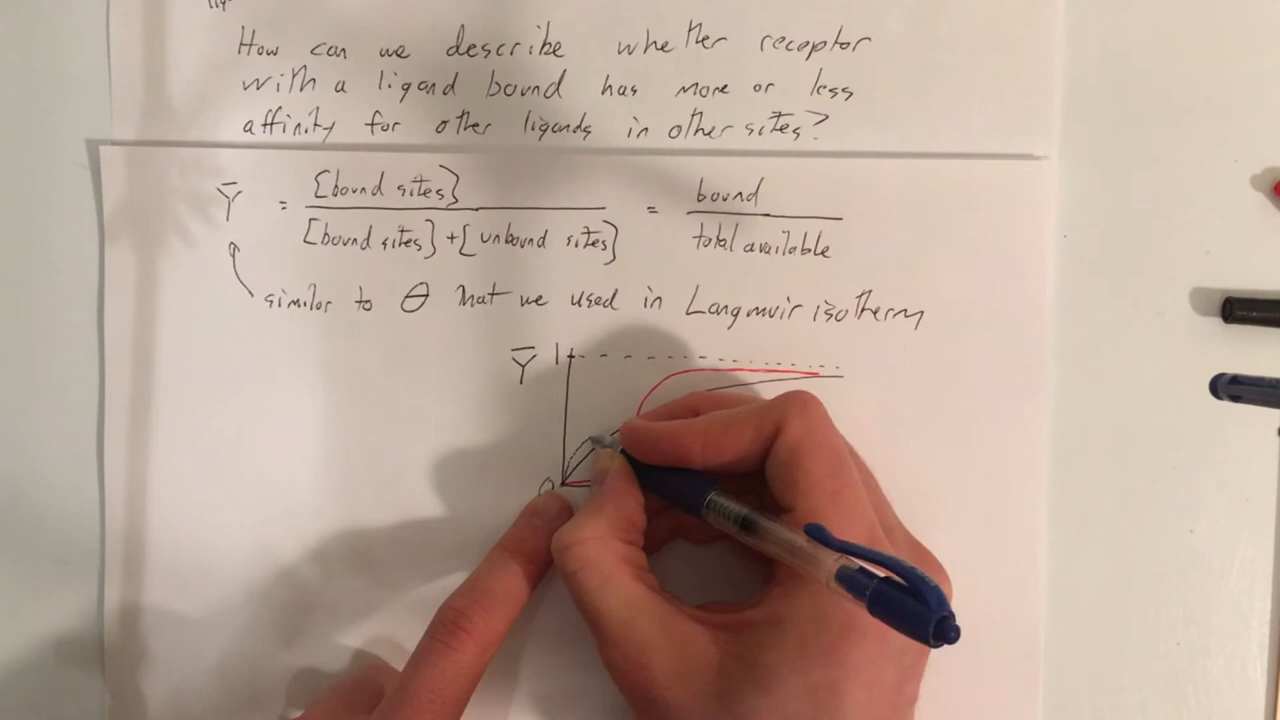 How can we describe whether receptor
with a ligand bound has more or less
affinity for other ligands in other sites?
Y̅ = [bound sites] / [bound sites] + [unbound sites] = bound / total available
similar to θ that we used in Langmuir isotherm
Y̅ 1
0